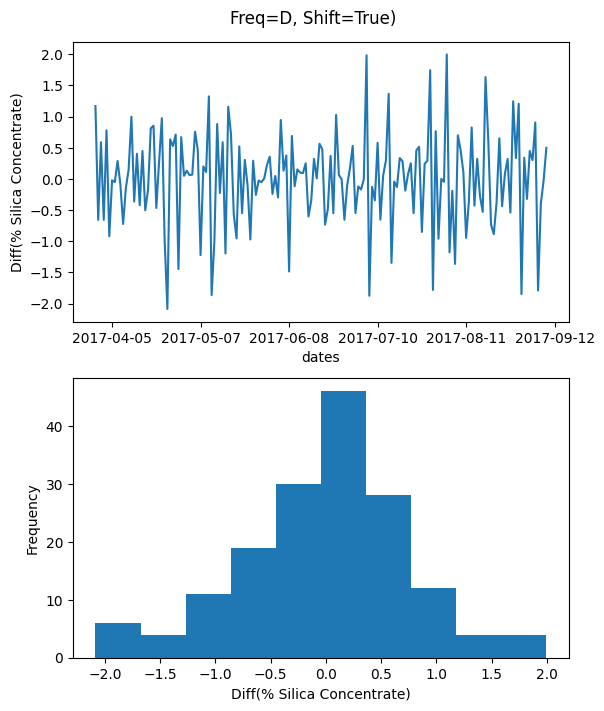 Freq=D, Shift=True)
2.0
1.5
1.0
0.5
0.0
−0.5
−1.0
−1.5
−2.0
Diff(% Silica Concentrate)
2017-04-05 2017-05-07 2017-06-08 2017-07-10 2017-08-11 2017-09-12
dates
40
30
20
10
0
Frequency
−2.0 −1.5 −1.0 −0.5 0.0 0.5 1.0 1.5 2.0
Diff(% Silica Concentrate)